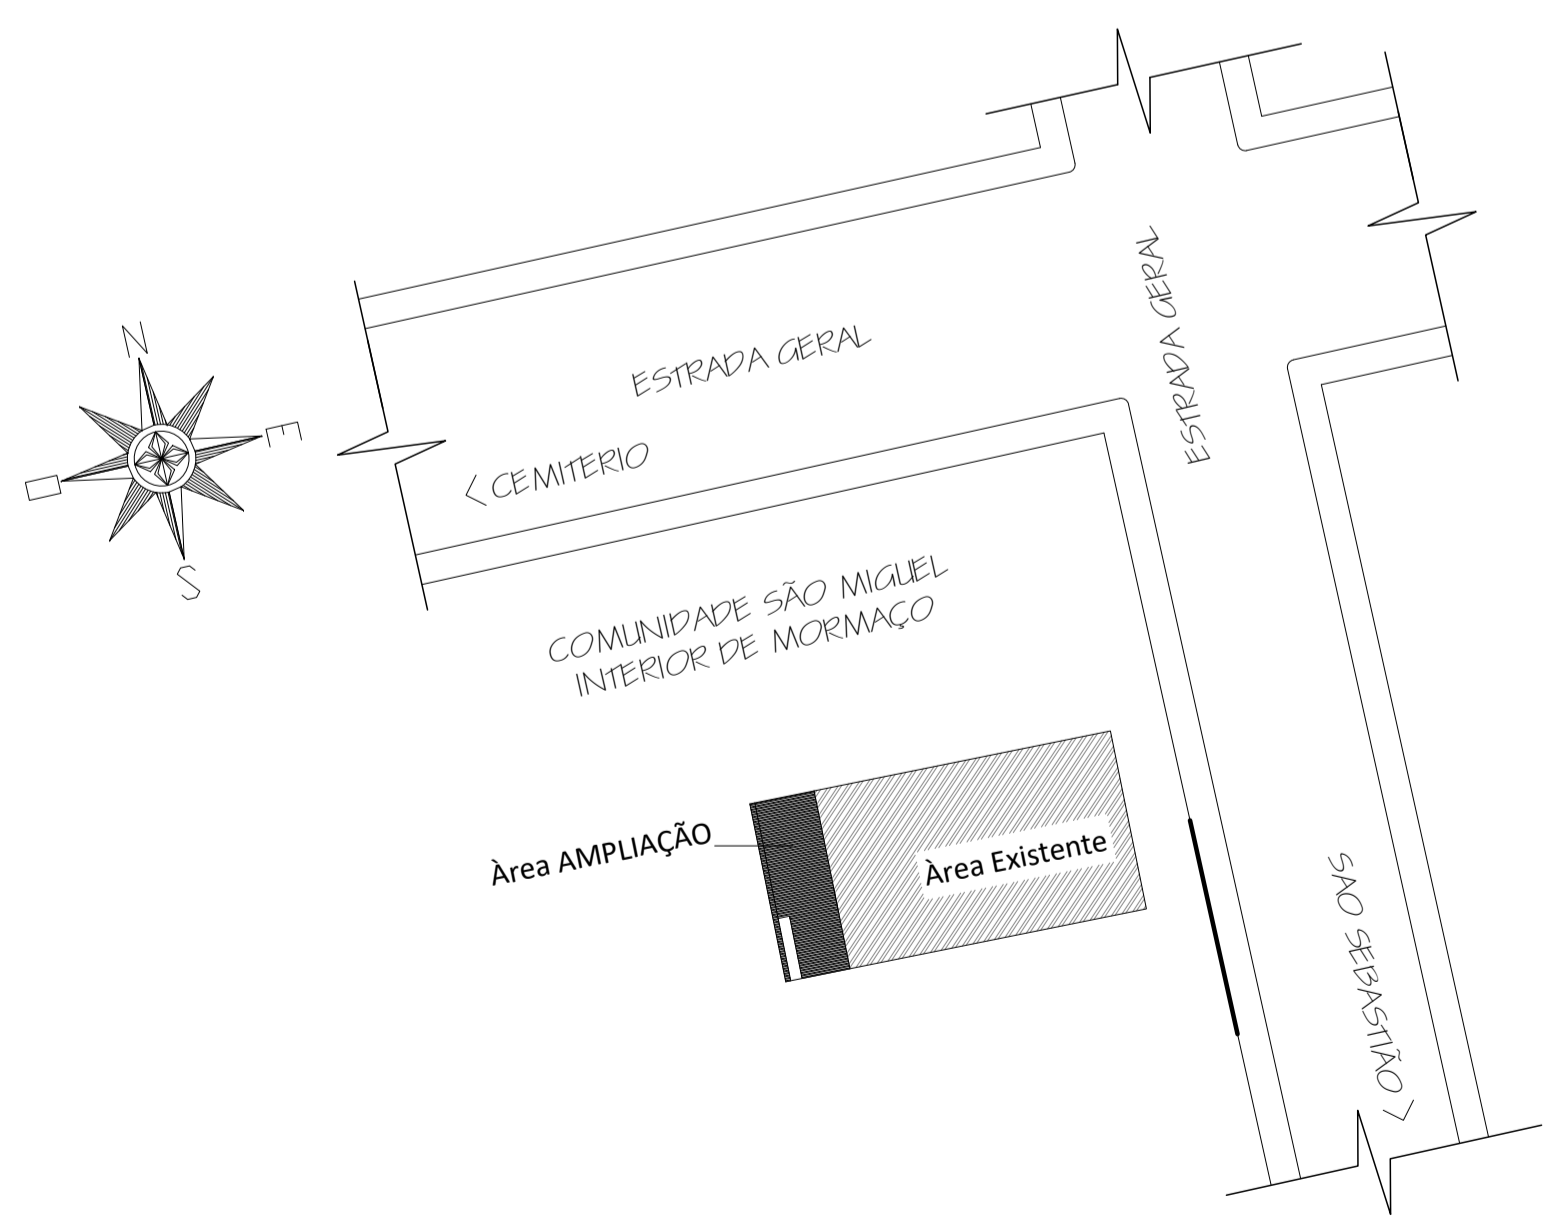 ESTRADA GERAL
ESTRADA GERAL
N
E
< CEMITERIO
O
S
COMUNIDADE SÃO MIGUEL
INTERIOR DE MORMAÇO
Àrea AMPLIAÇÃO
Àrea Existente
SAO SEBASTIÃO >